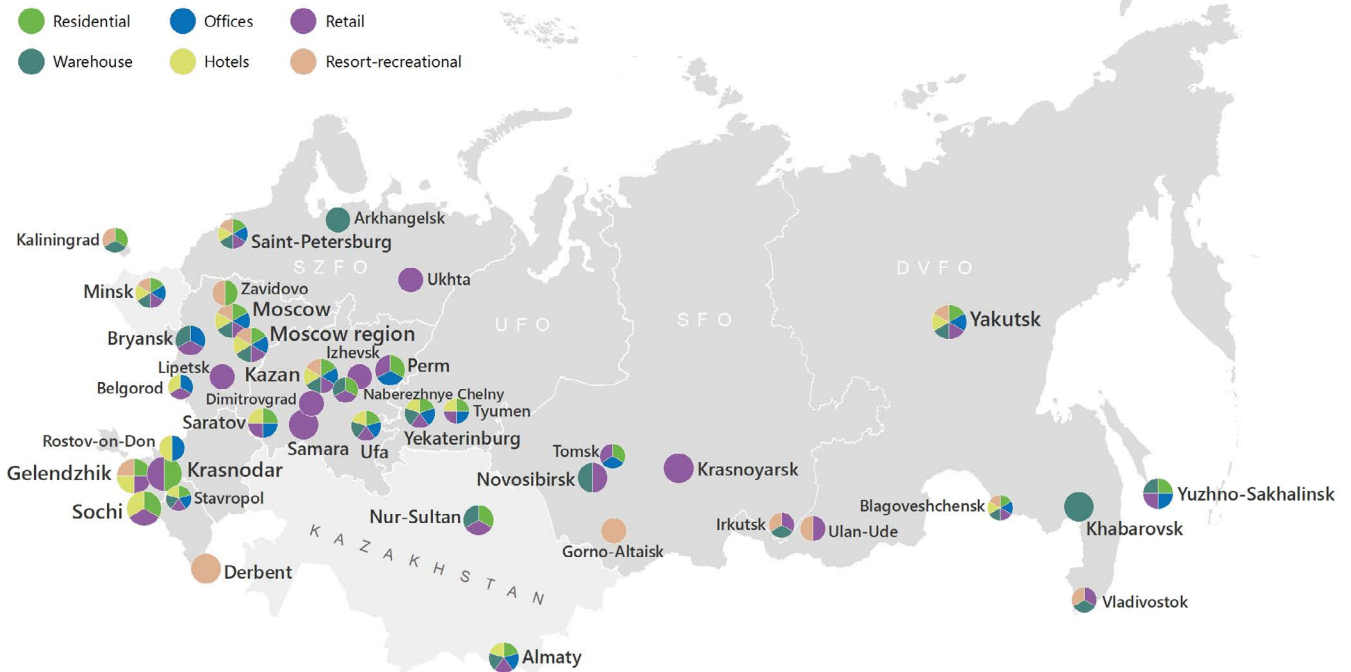 Residential
Offices
Retail
Warehouse
Hotels
Resort-recreational
Arkhangelsk
Kaliningrad
Saint-Petersburg
SZFO
DVFO
Ukhta
Minsk
Zavidovo
Moscow
Yakutsk
UFO
SFO
Bryansk
Moscow region
Izhevsk
Lipetsk
Kazan
Perm
Belgorod
Naberezhnye Chelny
Dimitrovgrad
Tyumen
Saratov
Yekaterinburg
Samara
Ufa
Rostov-on-Don
Tomsk
Gelendzhik
Krasnodar
Krasnoyarsk
Novosibirsk
Stavropol
Yuzhno-Sakhalinsk
Sochi
Blagoveshchensk
Nur-Sultan
Irkutsk
Ulan-Ude
Khabarovsk
KAZAKHSTAN
Gorno-Altaisk
Derbent
Vladivostok
Almaty